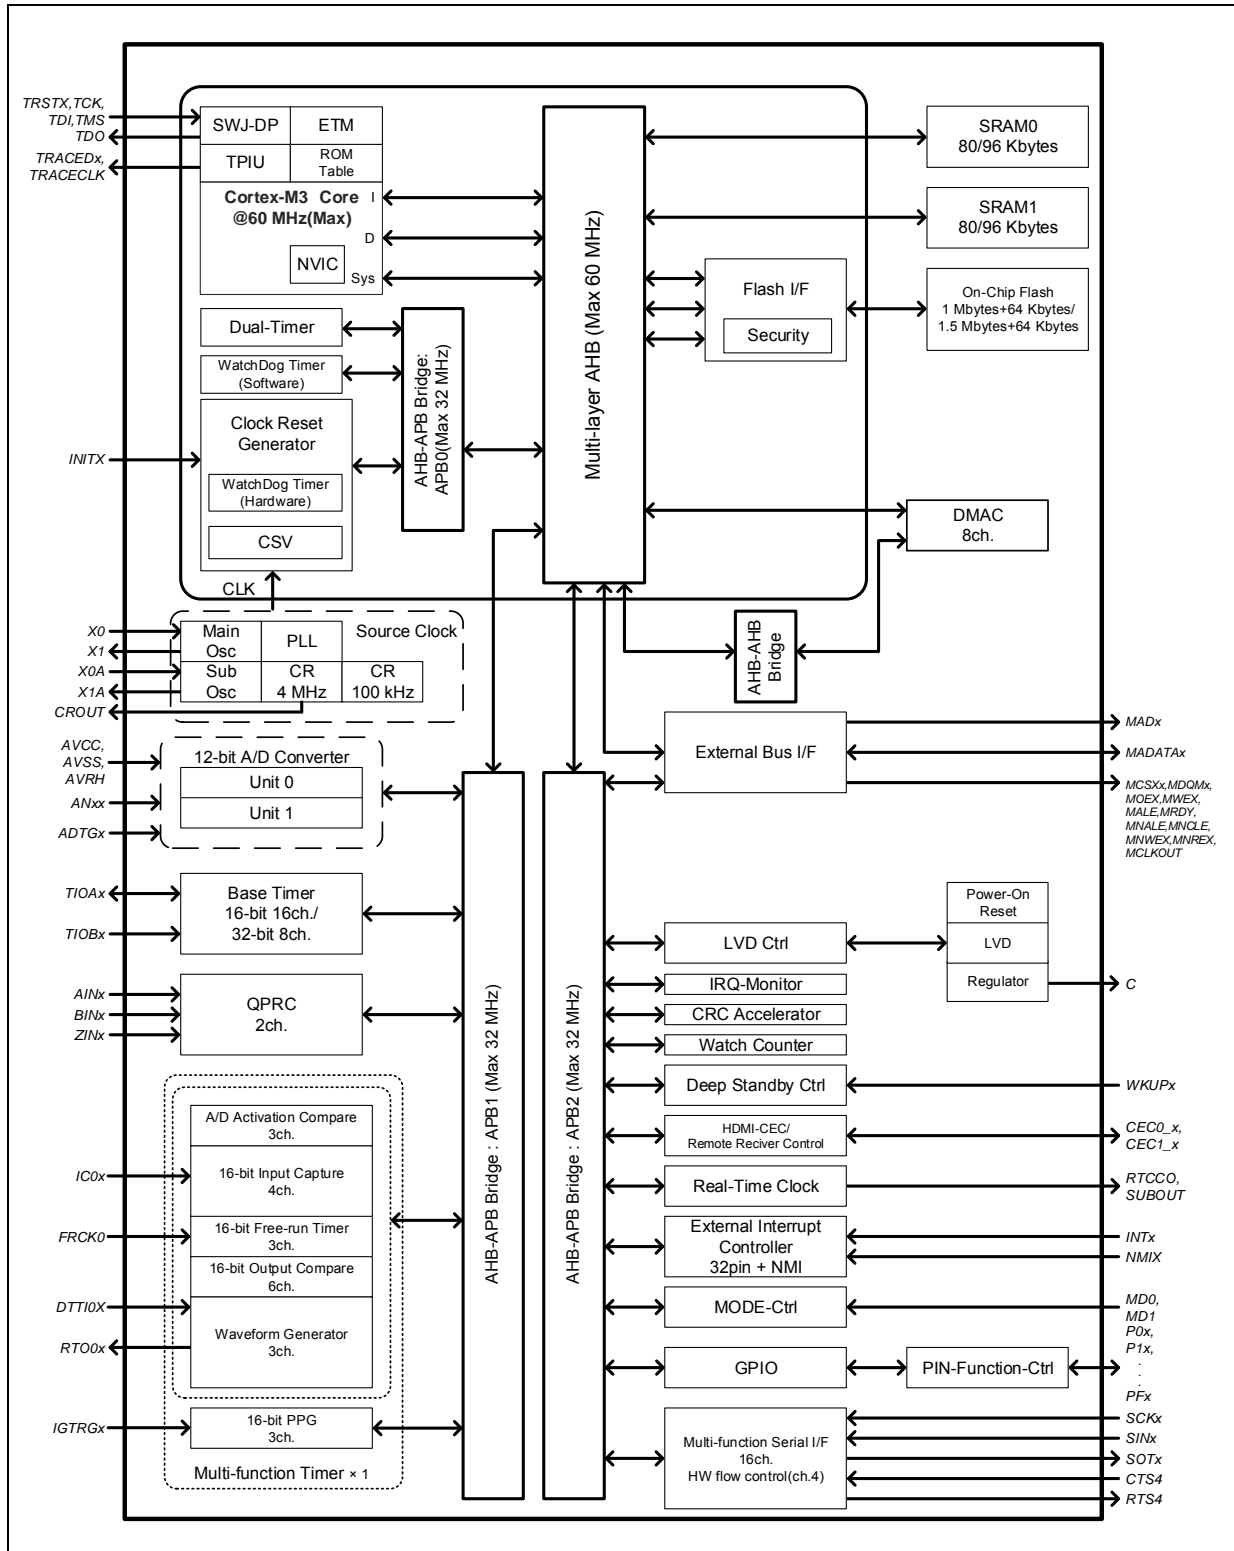 TRSTX,TCK,
TDI,TMS
TDO
TRACEDx,
TRACECLK
SWJ-DP
ETM
TPIU
ROM
Table
Cortex-M3 Core
@60 MHz(Max)
I
D
Sys
NVIC
Dual-Timer
WatchDog Timer
(Software)
Clock Reset
Generator
WatchDog Timer
(Hardware)
CSV
INITX
AHB-APB Bridge:
APB0(Max 32 MHz)
Multi-layer AHB (Max 60 MHz)
SRAM0
80/96 Kbytes
SRAM1
80/96 Kbytes
Flash I/F
Security
On-Chip Flash
1 Mbytes+64 Kbytes/
1.5 Mbytes+64 Kbytes
DMAC
8ch.
AHB-AHB
Bridge
CLK
X0
X1
X0A
X1A
CROUT
Main
Osc
PLL
Source Clock
Sub
Osc
CR
4 MHz
CR
100 kHz
AVCC,
AVSS,
AVRH
ANxx
ADTGx
12-bit A/D Converter
Unit 0
Unit 1
TIOAx
TIOBx
Base Timer
16-bit 16ch./
32-bit 8ch.
AINx
BINx
ZINx
QPRC
2ch.
A/D Activation Compare
3ch.
IC0x
16-bit Input Capture
4ch.
FRCK0
16-bit Free-run Timer
3ch.
16-bit Output Compare
6ch.
DTTI0X
RTO0x
Waveform Generator
3ch.
IGTRGx
16-bit PPG
3ch.
Multi-function Timer × 1
AHB-APB Bridge : APB1 (Max 32 MHz)
AHB-APB Bridge : APB2 (Max 32 MHz)
External Bus I/F
MADx
MADATAx
MCSXx,MDQMx,
MOEX,MWEX,
MALE,MRDY,
MNALE,MNCLE,
MNWEX,MNREX,
MCLKOUT
LVD Ctrl
Power-On
Reset
LVD
Regulator
C
IRQ-Monitor
CRC Accelerator
Watch Counter
Deep Standby Ctrl
WKUPx
HDMI-CEC/
Remote Reciver Control
CEC0_x,
CEC1_x
Real-Time Clock
RTCCO,
SUBOUT
External Interrupt
Controller
32pin + NMI
INTx
NMIX
MODE-Ctrl
MD0,
MD1
GPIO
PIN-Function-Ctrl
P0x,
P1x,
.
.
.
PFx
Multi-function Serial I/F
16ch.
HW flow control(ch.4)
SCKx
SINx
SOTx
CTS4
RTS4